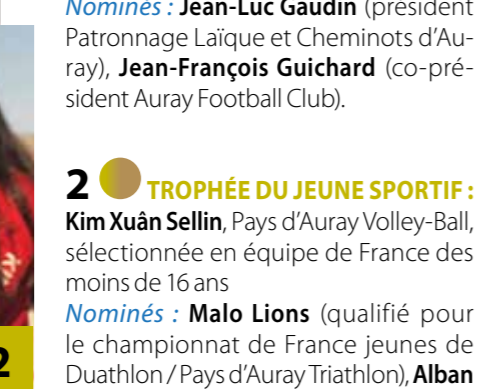 Nominés : Jean-Luc Gaudin (président
Patronnage Laïque et Cheminots d'Au-
ray), Jean-François Guichard (co-pré-
sident Auray Football Club).
2 TROPHÉE DU JEUNE SPORTIF :
Kim Xuân Sellin, Pays d'Auray Volley-Ball,
sélectionnée en équipe de France des
moins de 16 ans
Nominés : Malo Lions (qualifié pour
le championnat de France jeunes de
Duathlon / Pays d'Auray Triathlon), Alban
2